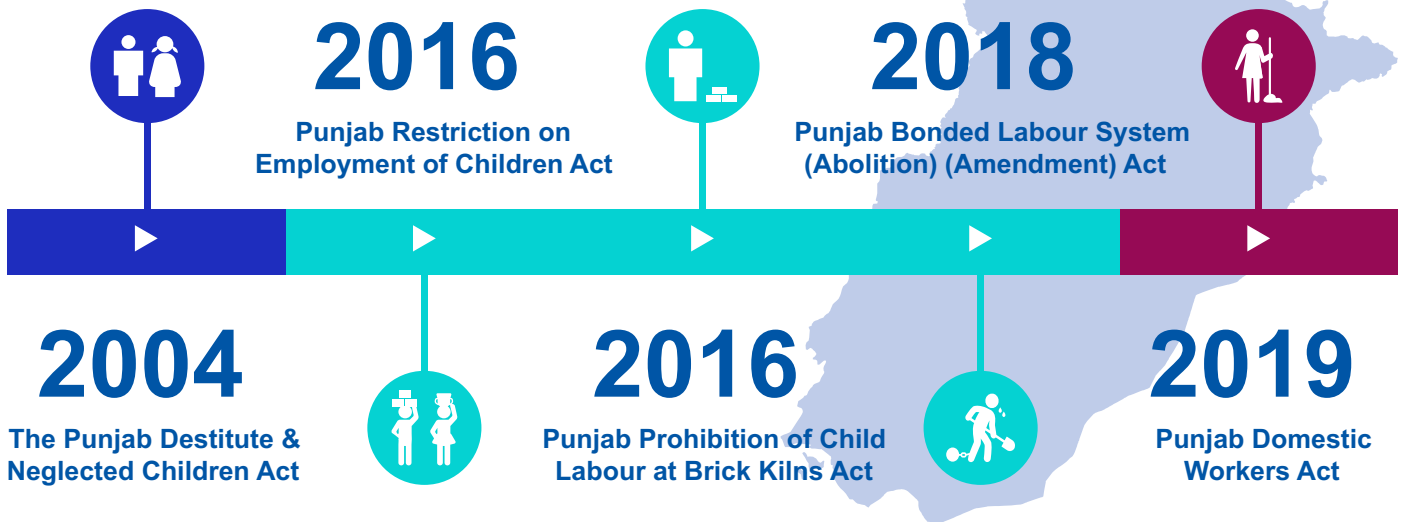 2016
Punjab Restriction on
Employment of Children Act
2018
Punjab Bonded Labour System
(Abolition) (Amendment) Act
2004
The Punjab Destitute &
Neglected Children Act
2016
Punjab Prohibition of Child
Labour at Brick Kilns Act
2019
Punjab Domestic
Workers Act